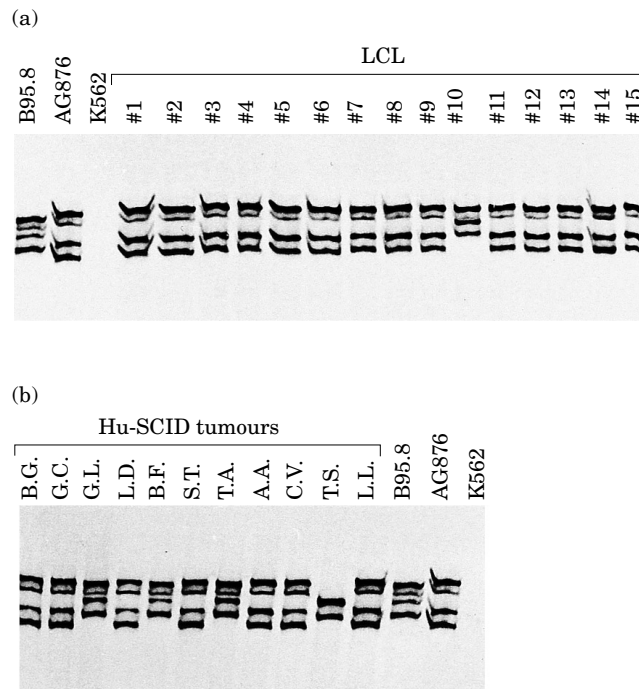 (a)
LCL
B95.8 AG876 K562 #1 #2 #3 #4 #5 #6 #7 #8 #9 #10 #11 #12 #13 #14 #15
(b)
Hu-SCID tumours
B.G. G.C. G.L. L.D. B.F. S.T. T.A. A.A. C.V. T.S. L.L. B95.8 AG876 K562